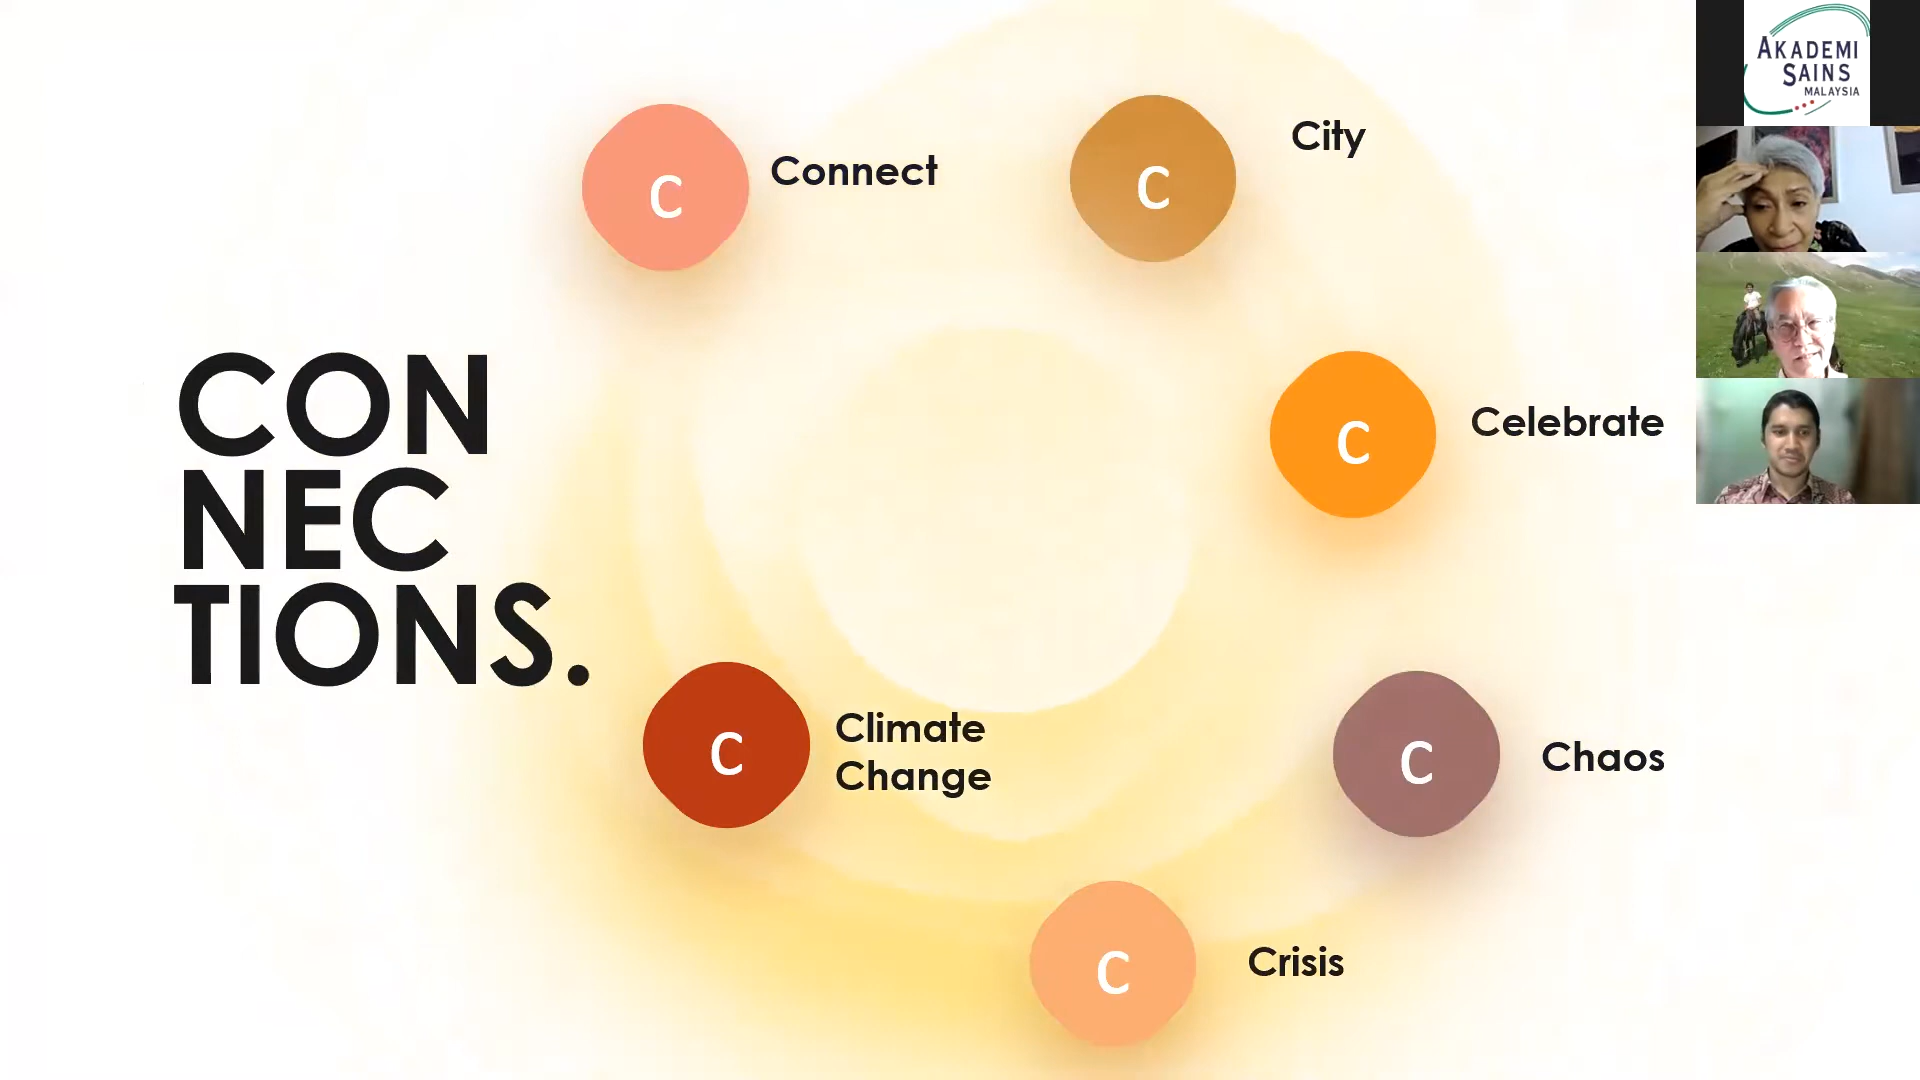 CON
NEC
TIONS.
C
Connect
C
City
C
Celebrate
C
Chaos
C
Crisis
C
Climate
Change
AKADEMI
SAINS
MALAYSIA